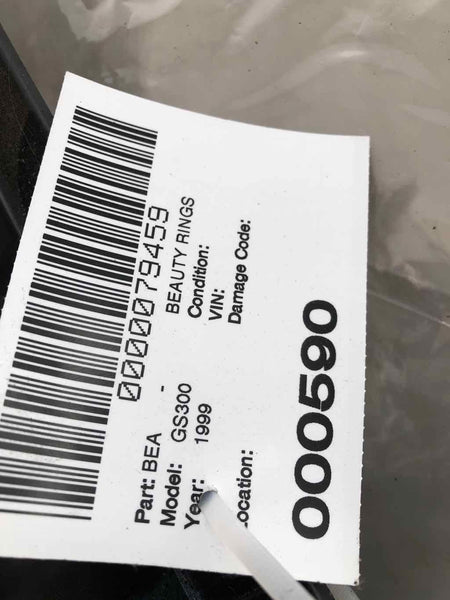 0000079459
Part: BEA - BEAUTY RINGS
Model: GS300 Condition:
Year: 1999 VIN:
Damage Code:
Location:
000590